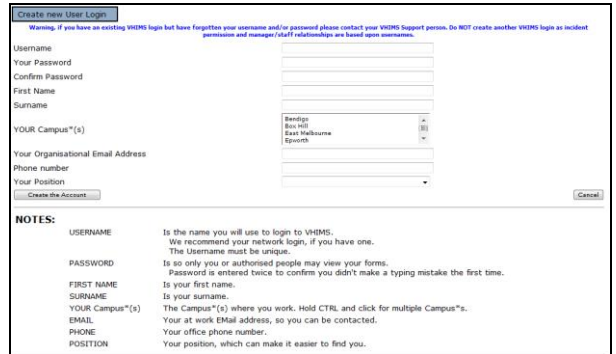 Create new User Login
Warning, if you have an existing VHIMS login but have forgotten your username and/or password please contact your VHIMS Support person. Do NOT create another VHIMS login as incident
permission and manager/staff relationships are based upon usernames.
Username
Your Password
Confirm Password
First Name
Surname
YOUR Campus"(s)
Bendigo
Box Hill
East Melbourne
Epworth
Your Organisational Email Address
Phone number
Your Position
Create the Account Cancel
NOTES:
USERNAME Is the name you will use to login to VHIMS.
We recommend your network login, if you have one.
The Username must be unique.
PASSWORD Is so only you or authorised people may view your forms.
Password is entered twice to confirm you didn't make a typing mistake the first time.
FIRST NAME Is your first name.
SURNAME Is your surname.
YOUR Campus"(s) The Campus"(s) where you work. Hold CTRL and click for multiple Campus"s.
EMAIL Your at work EMail address, so you can be contacted.
PHONE Your office phone number.
POSITION Your position, which can make it easier to find you.